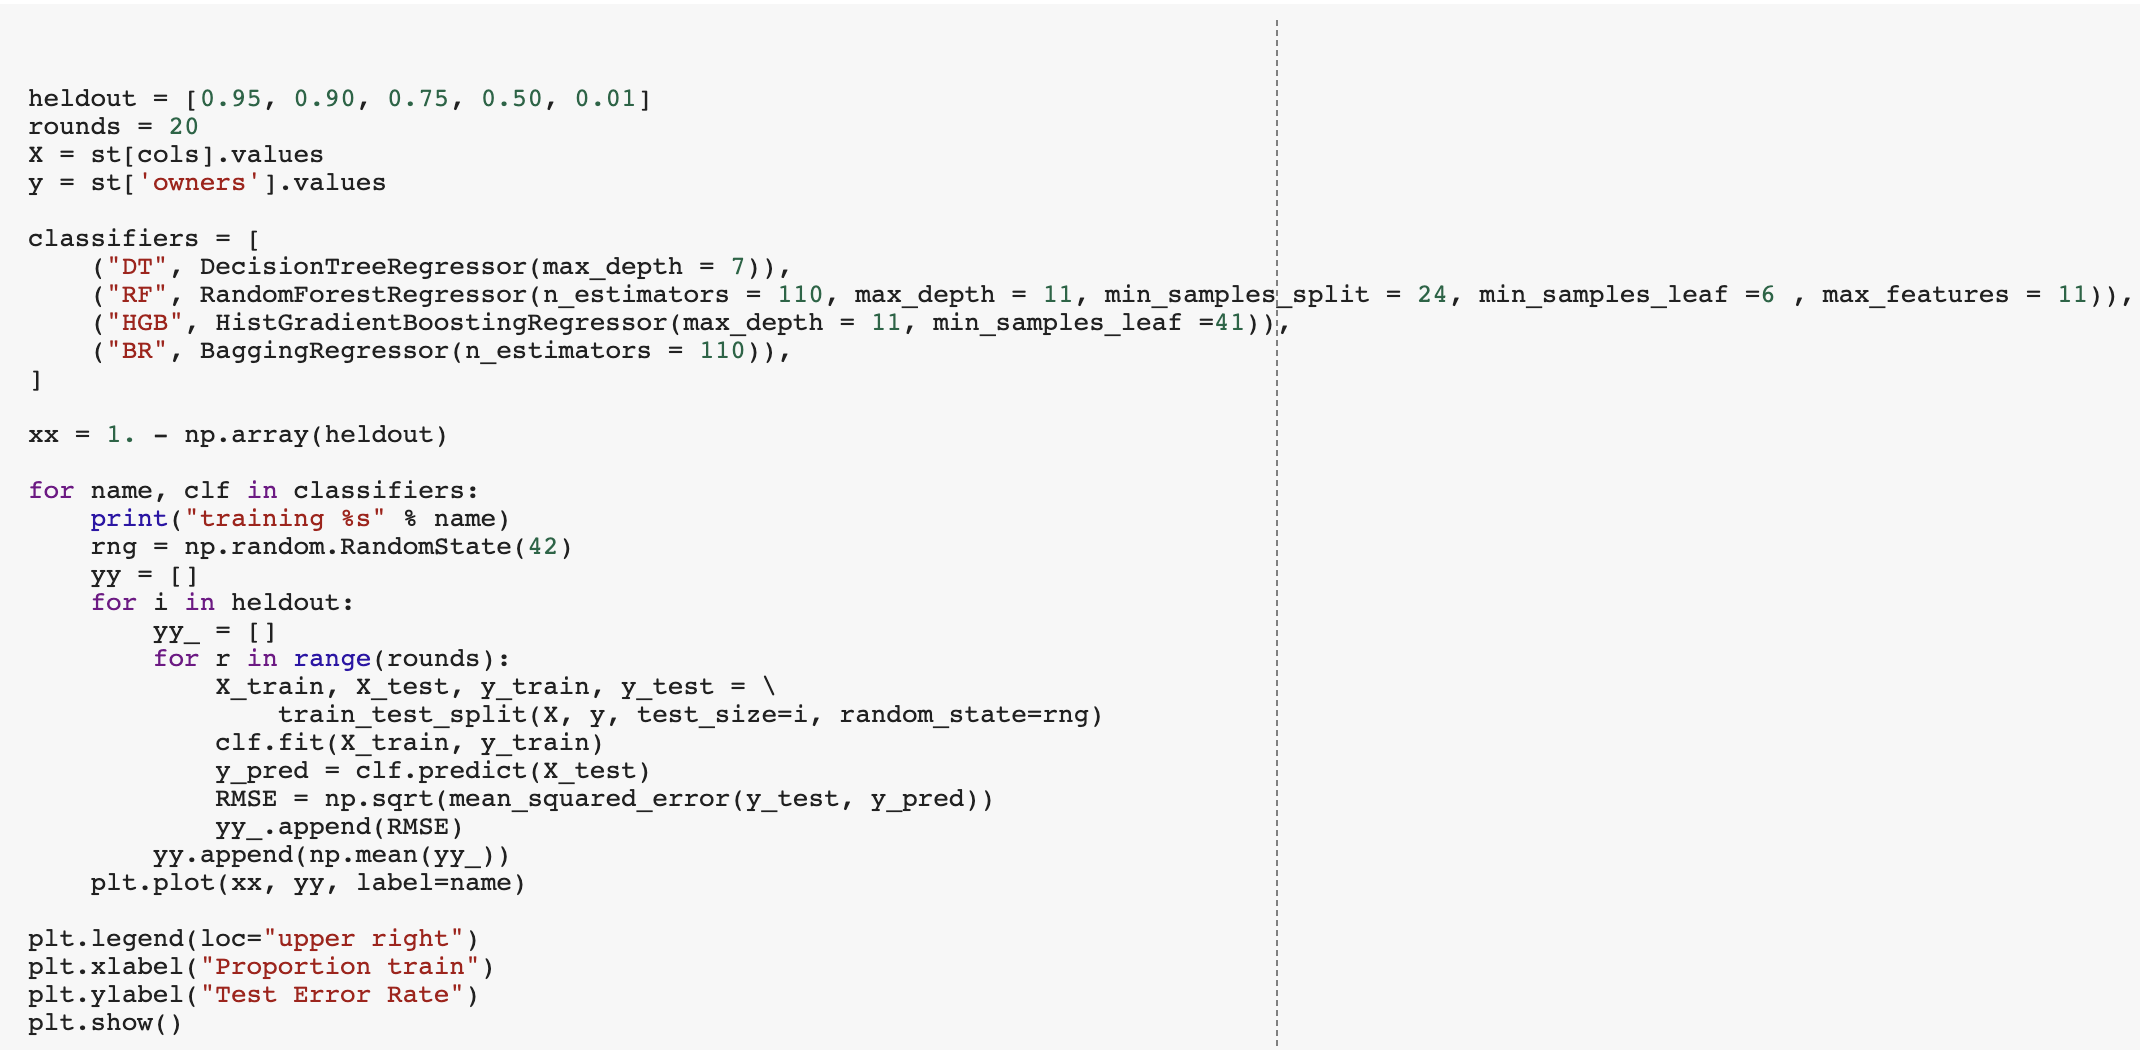 heldout = [0.95, 0.90, 0.75, 0.50, 0.01]
rounds = 20
X = st[cols].values
y = st['owners'].values

classifiers = [
    ("DT", DecisionTreeRegressor(max_depth = 7)),
    ("RF", RandomForestRegressor(n_estimators = 110, max_depth = 11, min_samples_split = 24, min_samples_leaf =6 , max_features = 11)),
    ("HGB", HistGradientBoostingRegressor(max_depth = 11, min_samples_leaf =41)),
    ("BR", BaggingRegressor(n_estimators = 110)),
]

xx = 1. - np.array(heldout)

for name, clf in classifiers:
    print("training %s" % name)
    rng = np.random.RandomState(42)
    yy = []
    for i in heldout:
        yy_ = []
        for r in range(rounds):
            X_train, X_test, y_train, y_test = \
                train_test_split(X, y, test_size=i, random_state=rng)
            clf.fit(X_train, y_train)
            y_pred = clf.predict(X_test)
            RMSE = np.sqrt(mean_squared_error(y_test, y_pred))
            yy_.append(RMSE)
        yy.append(np.mean(yy_))
    plt.plot(xx, yy, label=name)

plt.legend(loc="upper right")
plt.xlabel("Proportion train")
plt.ylabel("Test Error Rate")
plt.show()